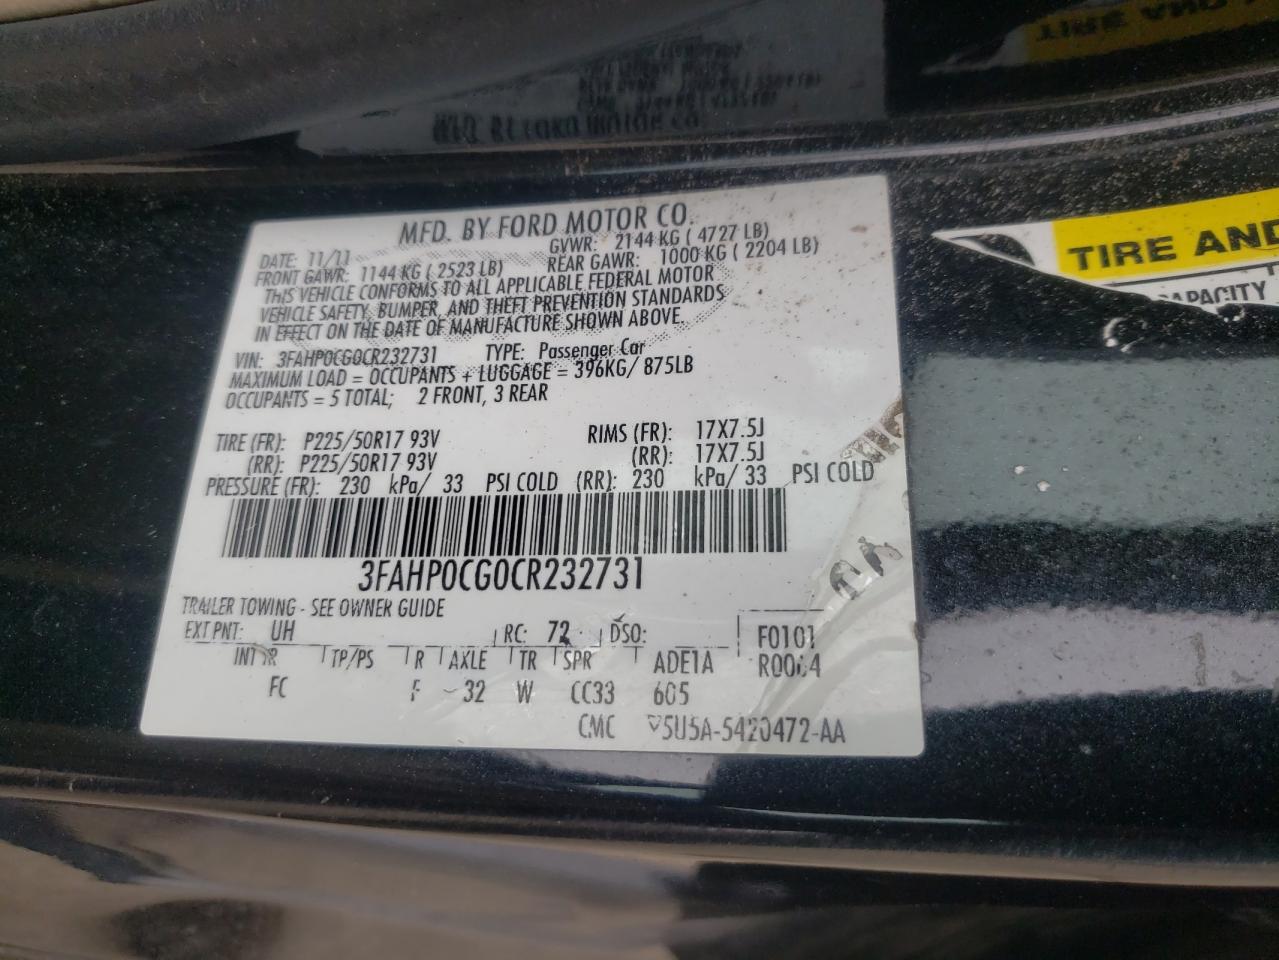 MFD. BY FORD MOTOR CO.
DATE: 11/11 GVWR: 2144 KG ( 4727 LB)
FRONT GAWR: 1144 KG ( 2523 LB) REAR GAWR: 1000 KG ( 2204 LB)
THIS VEHICLE CONFORMS TO ALL APPLICABLE FEDERAL MOTOR
VEHICLE SAFETY, BUMPER, AND THEFT PREVENTION STANDARDS
IN EFFECT ON THE DATE OF MANUFACTURE SHOWN ABOVE.
VIN: 3FAHP0CG0CR232731 TYPE: Passenger Car
MAXIMUM LOAD = OCCUPANTS + LUGGAGE = 396KG/ 875LB
OCCUPANTS = 5 TOTAL; 2 FRONT, 3 REAR
TIRE (FR): P225/50R17 93V RIMS (FR): 17X7.5J
(RR): P225/50R17 93V (RR): 17X7.5J
PRESSURE (FR): 230 kPa/ 33 PSI COLD (RR): 230 kPa/ 33 PSI COLD
3FAHP0CG0CR232731
TRAILER TOWING - SEE OWNER GUIDE
EXT PNT: UH RC: 72 DSO: F0101
INT TR TP/PS R AXLE TR SPR ADE1A R0064
FC F 32 W CC33 605
CMC 5U5A-5420472-AA
TIRE AND